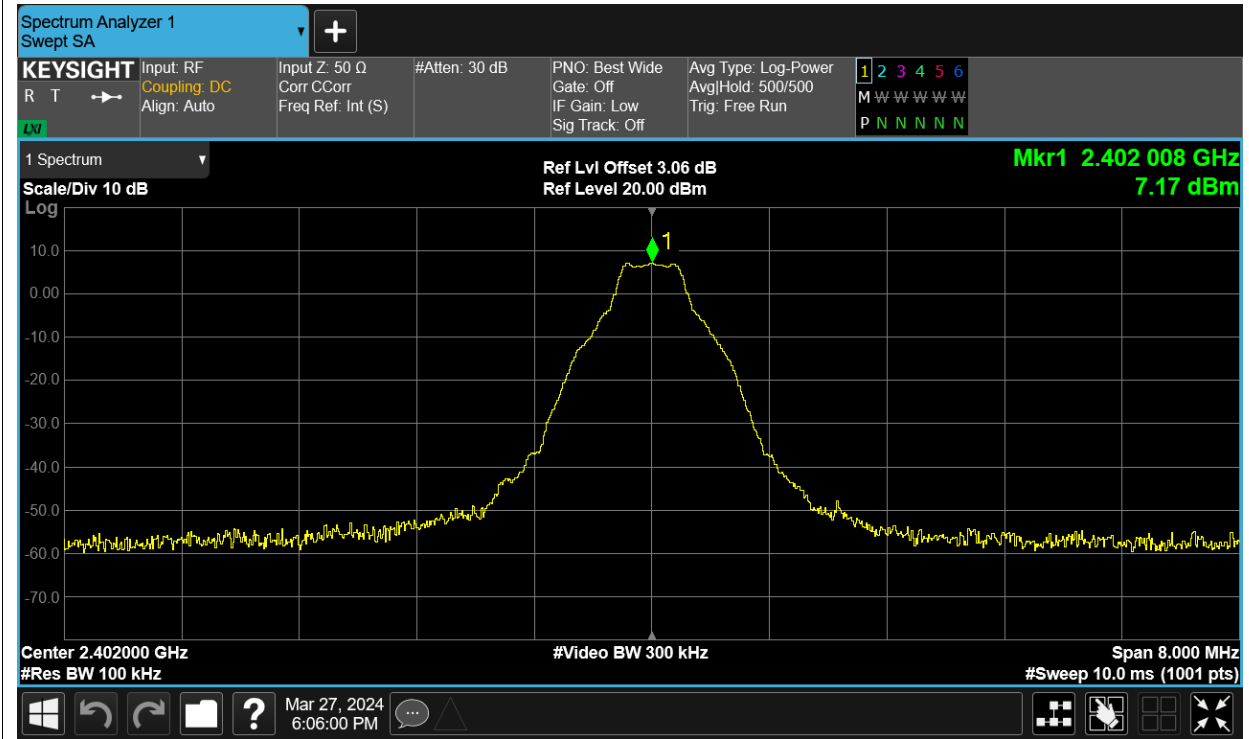 Spectrum Analyzer 1
Swept SA
+
KEYSIGHT
R T
LXI
Input: RF
Coupling: DC
Align: Auto
Input Z: 50 Ω
Corr CCorr
Freq Ref: Int (S)
#Atten: 30 dB
PNO: Best Wide
Gate: Off
IF Gain: Low
Sig Track: Off
Avg Type: Log-Power
Avg|Hold: 500/500
Trig: Free Run
1 2 3 4 5 6
M W W W W W
P N N N N N
1 Spectrum
Scale/Div 10 dB
Log
Ref Lvl Offset 3.06 dB
Ref Level 20.00 dBm
Mkr1 2.402 008 GHz
7.17 dBm
1
10.0
0.00
-10.0
-20.0
-30.0
-40.0
-50.0
-60.0
-70.0
Center 2.402000 GHz
#Res BW 100 kHz
#Video BW 300 kHz
Span 8.000 MHz
#Sweep 10.0 ms (1001 pts)
?
Mar 27, 2024
6:06:00 PM